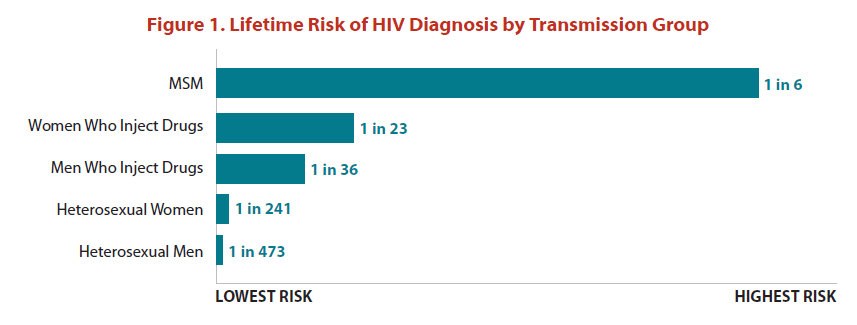 Figure 1. Lifetime Risk of HIV Diagnosis by Transmission Group
MSM 1 in 6
Women Who Inject Drugs 1 in 23
Men Who Inject Drugs 1 in 36
Heterosexual Women 1 in 241
Heterosexual Men 1 in 473
LOWEST RISK HIGHEST RISK